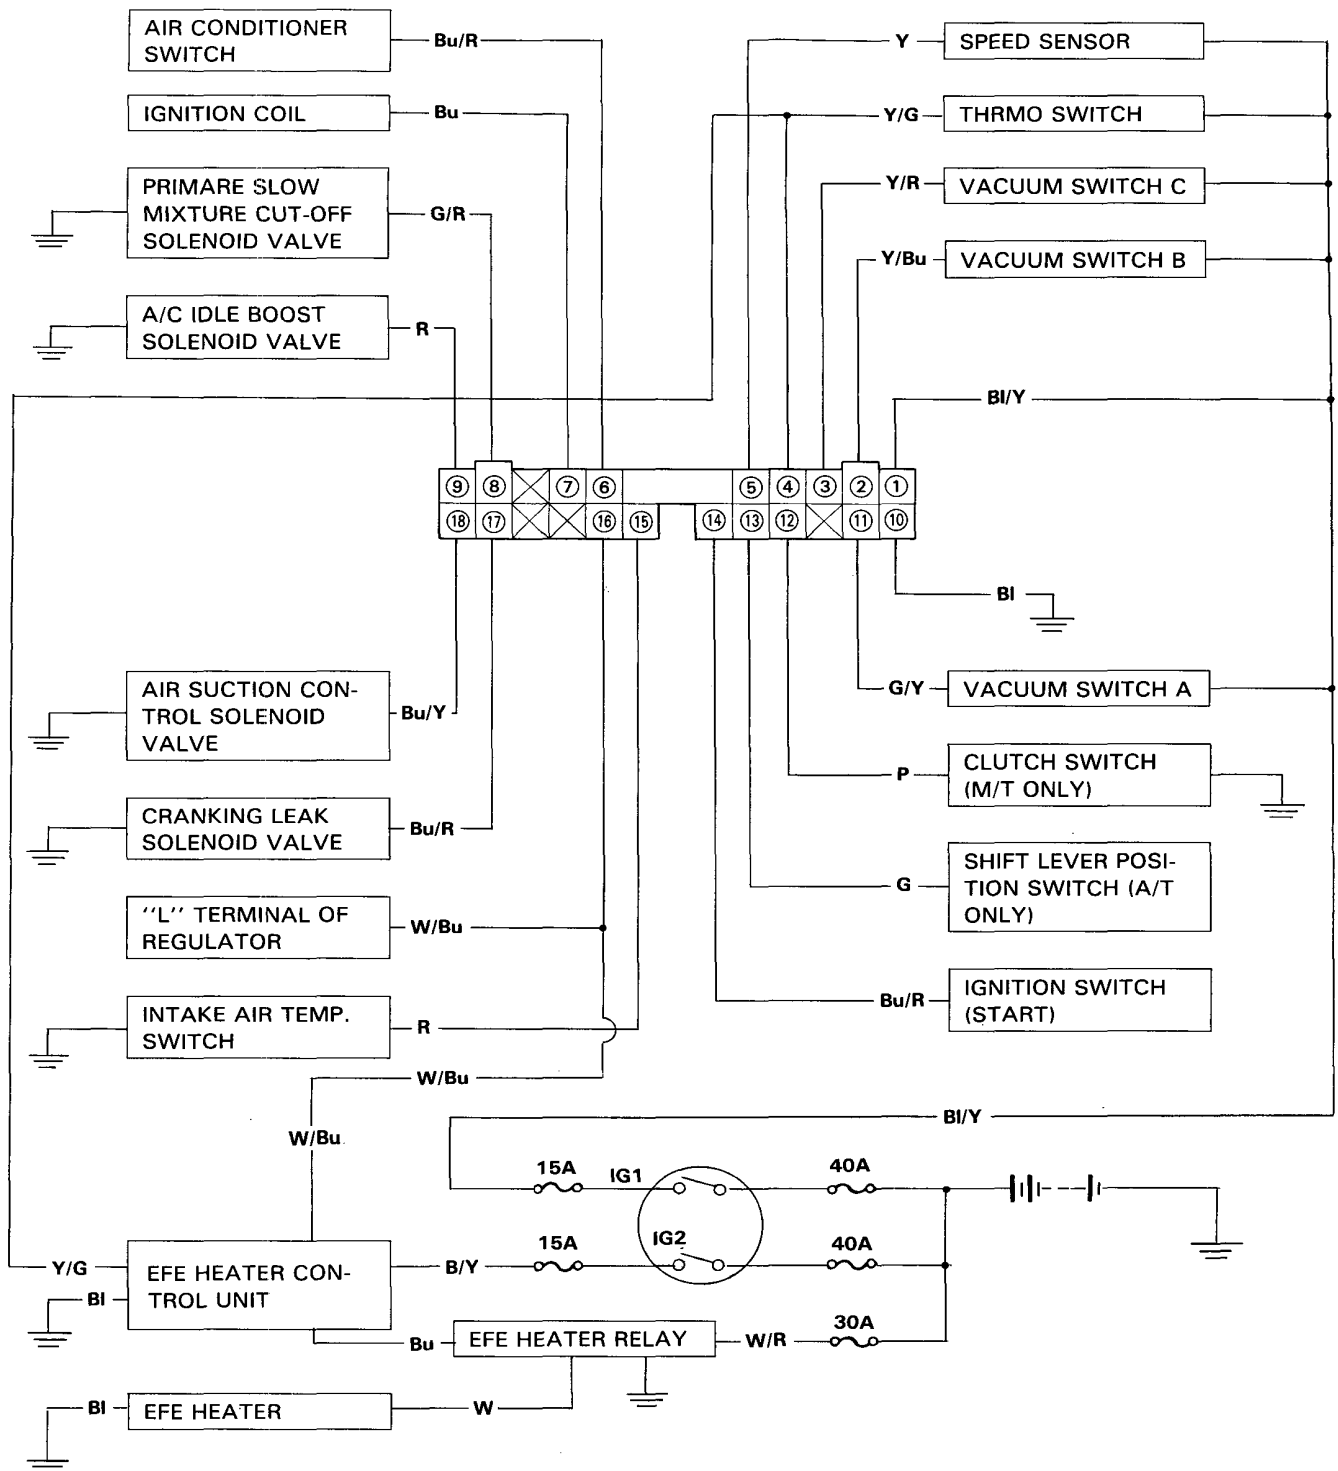 AIR CONDITIONER
SWITCH
Bu/R
Y
SPEED SENSOR
IGNITION COIL
Bu
Y/G
THRMO SWITCH
PRIMARE SLOW
MIXTURE CUT-OFF
SOLENOID VALVE
G/R
Y/R
VACUUM SWITCH C
Y/Bu
VACUUM SWITCH B
A/C IDLE BOOST
SOLENOID VALVE
R
Bl/Y
9 8 7 6 5 4 3 2 1
18 17 16 15 14 13 12 11 10
Bl
AIR SUCTION CON-
TROL SOLENOID
VALVE
Bu/Y
G/Y
VACUUM SWITCH A
P
CLUTCH SWITCH
(M/T ONLY)
CRANKING LEAK
SOLENOID VALVE
Bu/R
G
SHIFT LEVER POSI-
TION SWITCH (A/T
ONLY)
"L" TERMINAL OF
REGULATOR
W/Bu
Bu/R
IGNITION SWITCH
(START)
INTAKE AIR TEMP.
SWITCH
R
W/Bu
W/Bu
Bl/Y
15A
IG1
40A
15A
IG2
40A
Y/G
Bl
EFE HEATER CON-
TROL UNIT
B/Y
30A
Bu
EFE HEATER RELAY
W/R
Bl
EFE HEATER
W